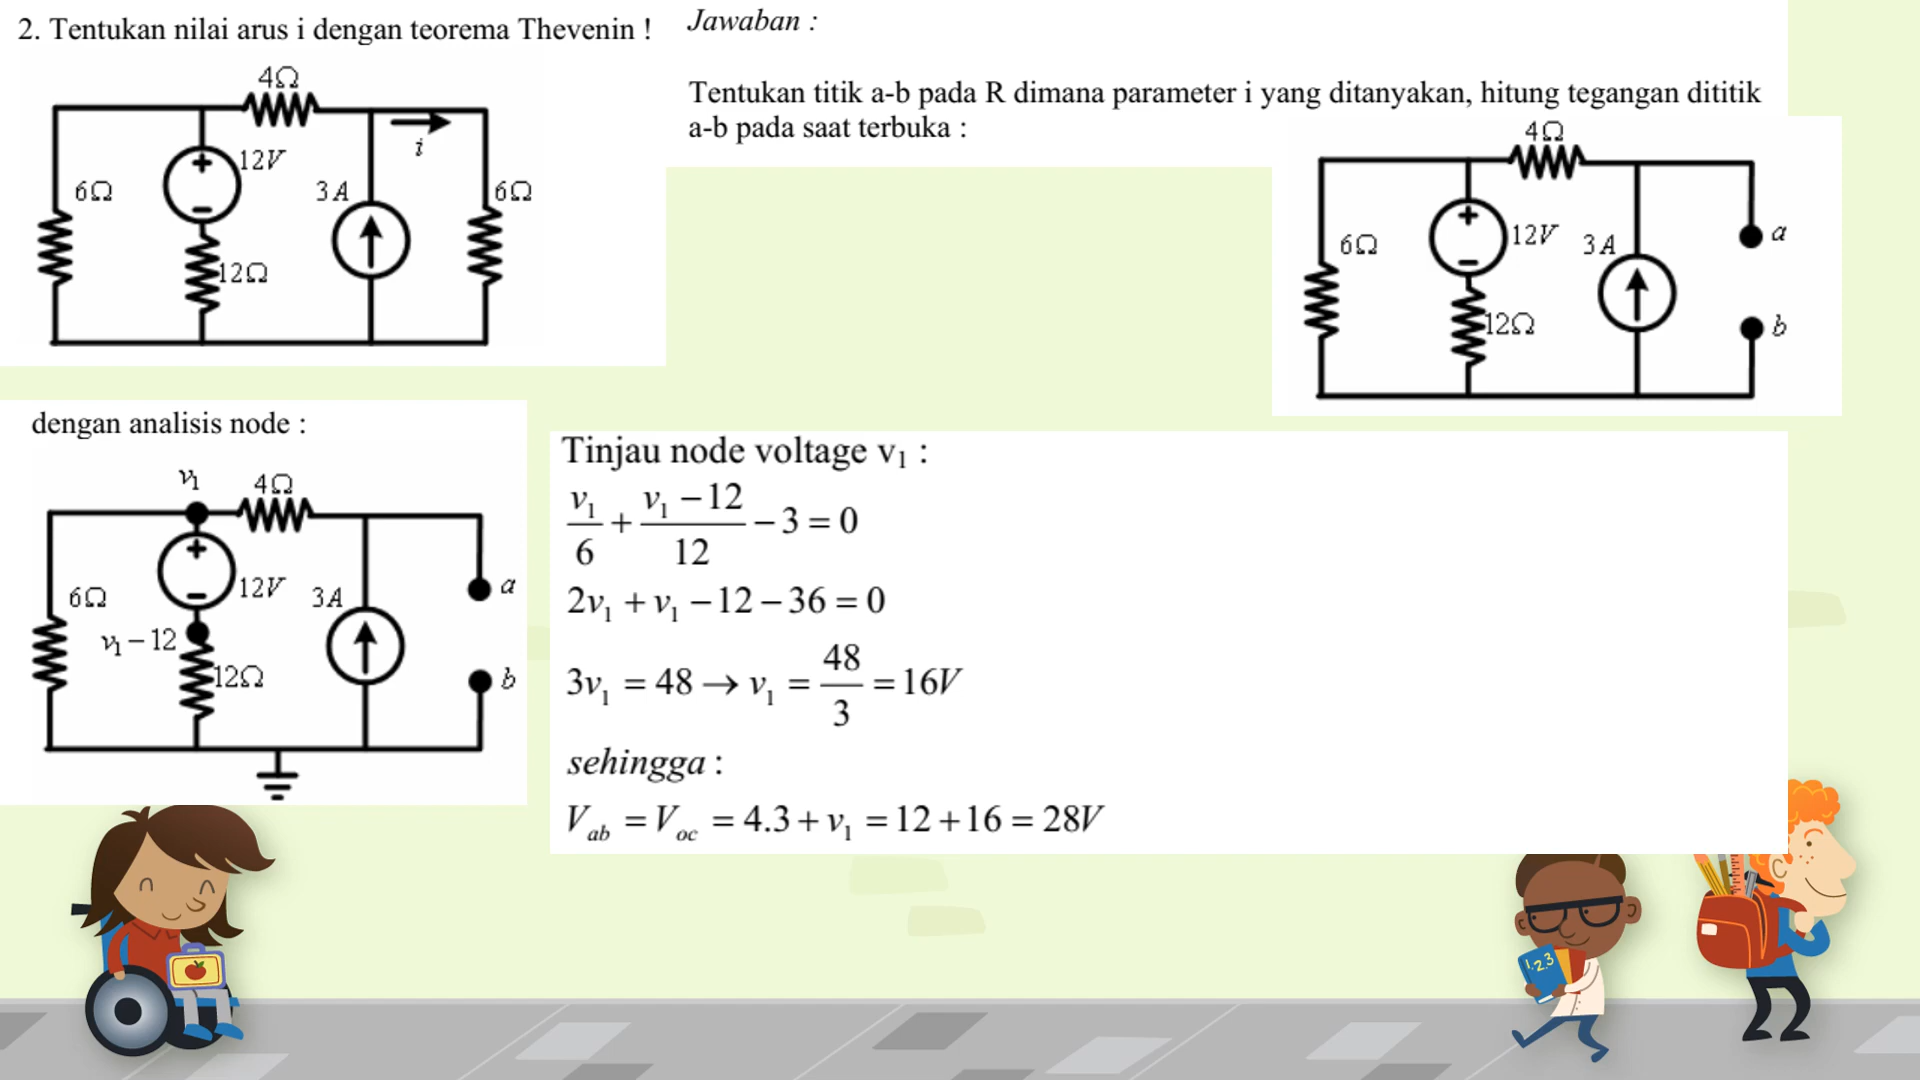 2. Tentukan nilai arus i dengan teorema Thevenin !
4Ω
12V
i
6Ω
3A
6Ω
12Ω
Jawaban :
Tentukan titik a-b pada R dimana parameter i yang ditanyakan, hitung tegangan dititik
a-b pada saat terbuka :
4Ω
12V
a
6Ω
3A
12Ω
b
dengan analisis node :
v₁
4Ω
12V
a
6Ω
3A
v₁ − 12
12Ω
b
Tinjau node voltage v₁ :
v₁/6 + (v₁ − 12)/12 − 3 = 0
2v₁ + v₁ − 12 − 36 = 0
3v₁ = 48 → v₁ = 48/3 = 16V
sehingga :
V_ab = V_oc = 4.3 + v₁ = 12 + 16 = 28V
1.23